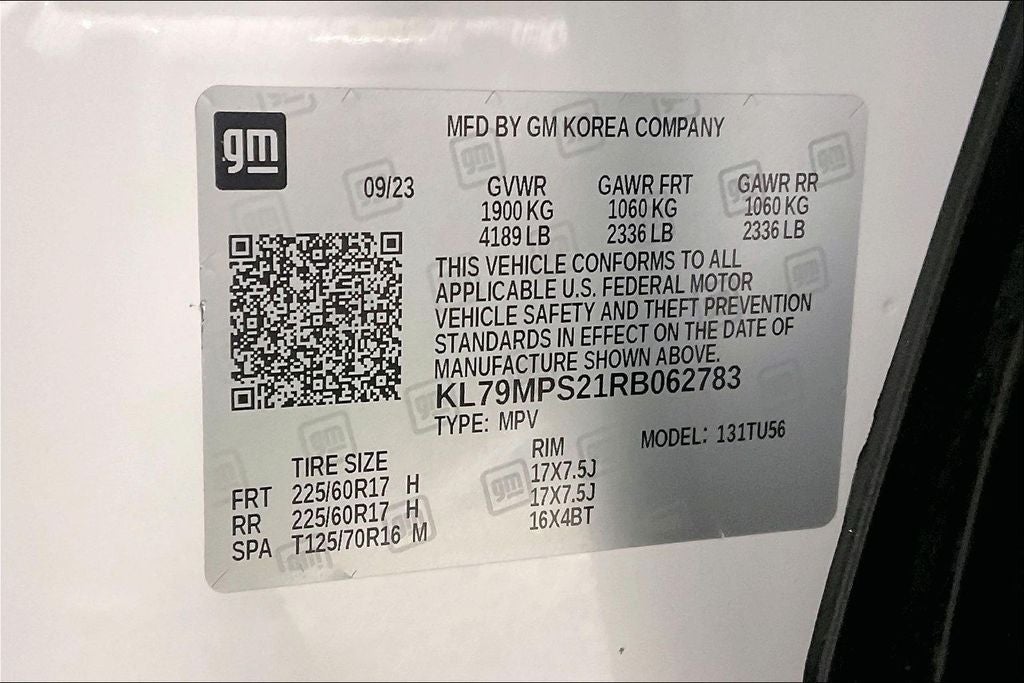 gm
MFD BY GM KOREA COMPANY
09/23 GVWR GAWR FRT GAWR RR
1900 KG 1060 KG 1060 KG
4189 LB 2336 LB 2336 LB
THIS VEHICLE CONFORMS TO ALL
APPLICABLE U.S. FEDERAL MOTOR
VEHICLE SAFETY AND THEFT PREVENTION
STANDARDS IN EFFECT ON THE DATE OF
MANUFACTURE SHOWN ABOVE.
KL79MPS21RB062783
TYPE: MPV MODEL: 131TU56
TIRE SIZE RIM
FRT 225/60R17 H 17X7.5J
RR 225/60R17 H 17X7.5J
SPA T125/70R16 M 16X4BT